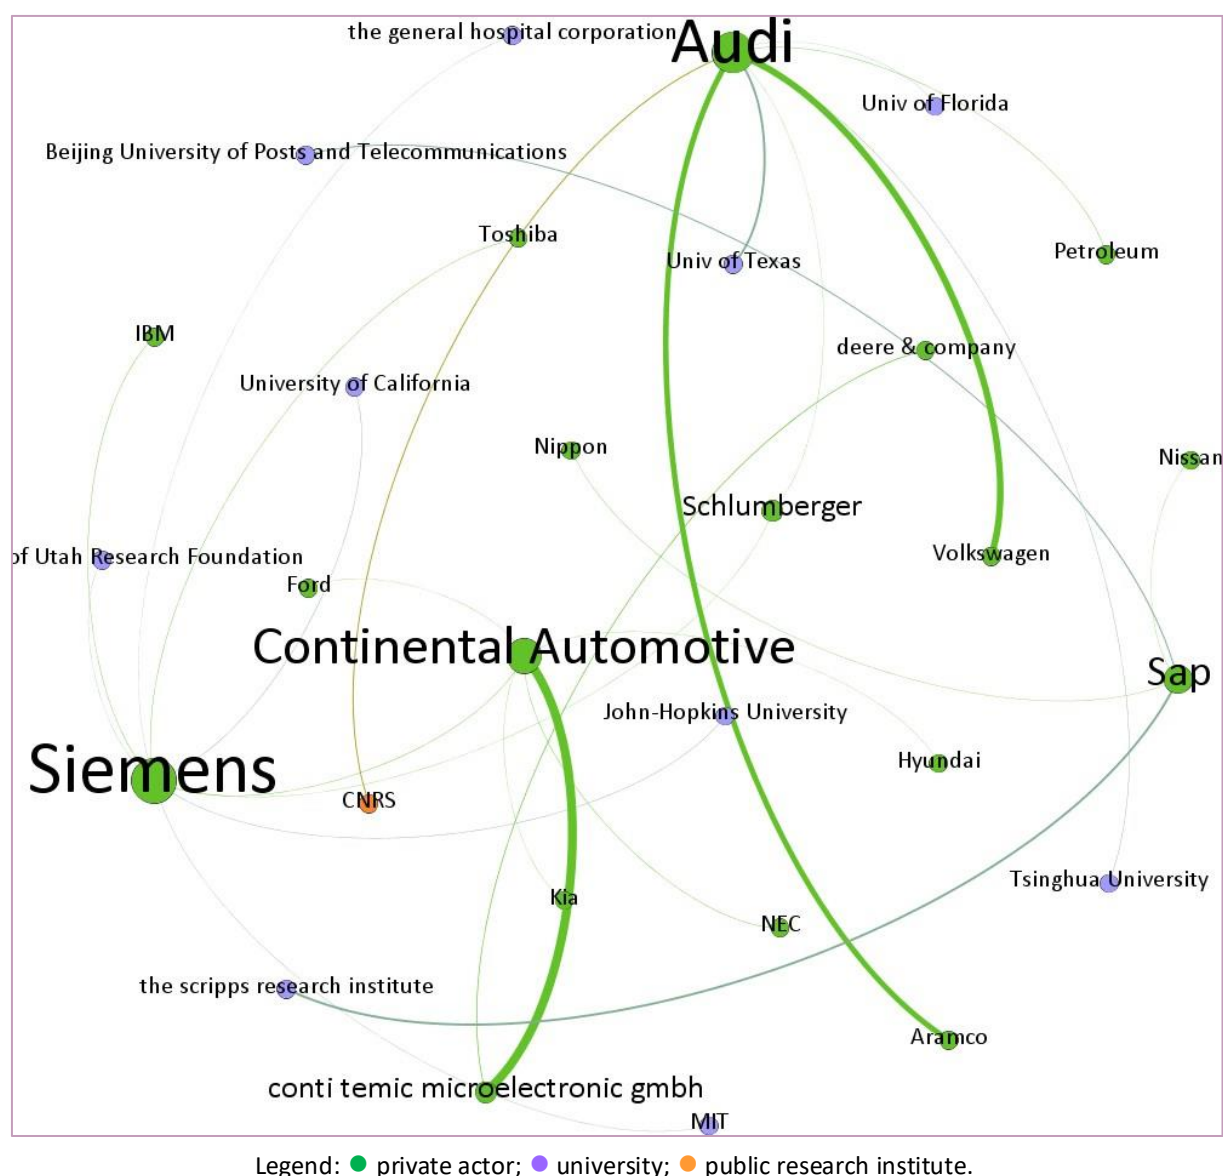 the general hospital corporation
Audi
Univ of Florida
Beijing University of Posts and Telecommunications
Toshiba
Univ of Texas
Petroleum
IBM
deere & company
University of California
Nippon
Nissan
Schlumberger
of Utah Research Foundation
Volkswagen
Ford
Continental Automotive
Sap
John-Hopkins University
Siemens
Hyundai
CNRS
Tsinghua University
Kia
NEC
the scripps research institute
Aramco
conti temic microelectronic gmbh
MIT
Legend: private actor; university; public research institute.